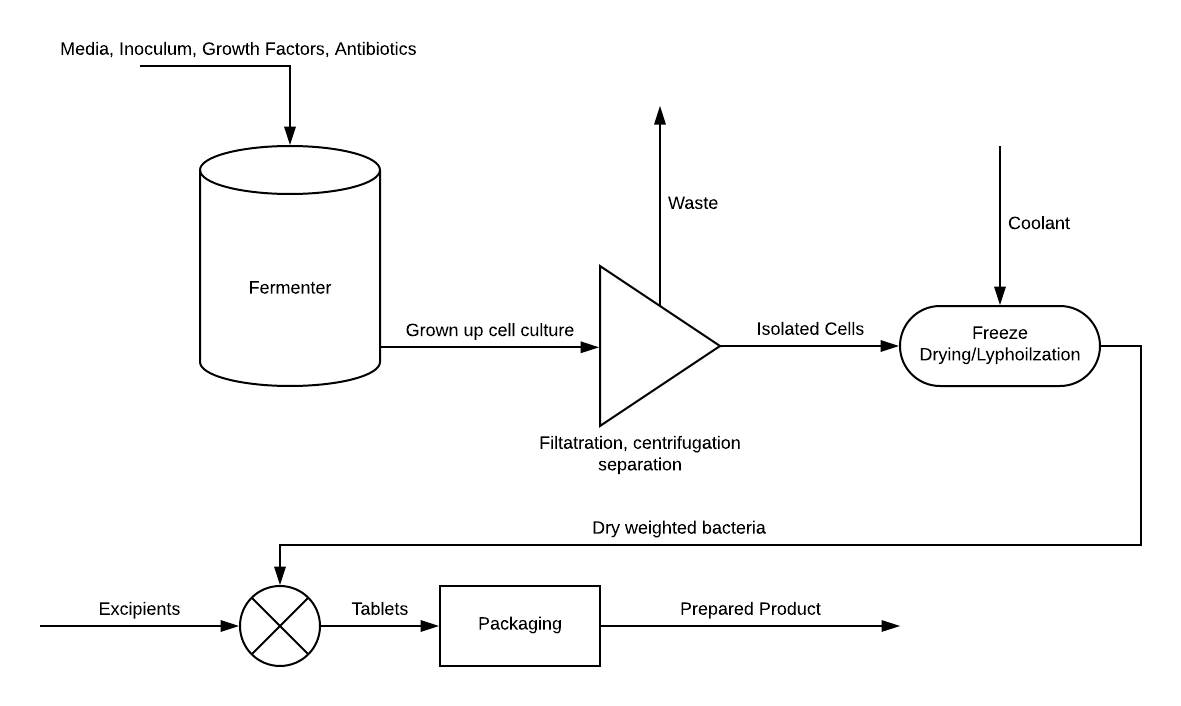 Media, Inoculum, Growth Factors, Antibiotics
Waste
Coolant
Fermenter
Grown up cell culture
Isolated Cells
Freeze
Drying/Lyphoilzation
Filtatration, centrifugation
separation
Dry weighted bacteria
Excipients
Tablets
Packaging
Prepared Product